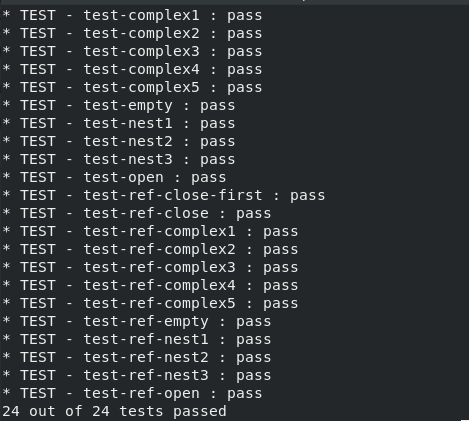 * TEST - test-complex1 : pass
* TEST - test-complex2 : pass
* TEST - test-complex3 : pass
* TEST - test-complex4 : pass
* TEST - test-complex5 : pass
* TEST - test-empty : pass
* TEST - test-nest1 : pass
* TEST - test-nest2 : pass
* TEST - test-nest3 : pass
* TEST - test-open : pass
* TEST - test-ref-close-first : pass
* TEST - test-ref-close : pass
* TEST - test-ref-complex1 : pass
* TEST - test-ref-complex2 : pass
* TEST - test-ref-complex3 : pass
* TEST - test-ref-complex4 : pass
* TEST - test-ref-complex5 : pass
* TEST - test-ref-empty : pass
* TEST - test-ref-nest1 : pass
* TEST - test-ref-nest2 : pass
* TEST - test-ref-nest3 : pass
* TEST - test-ref-open : pass
24 out of 24 tests passed